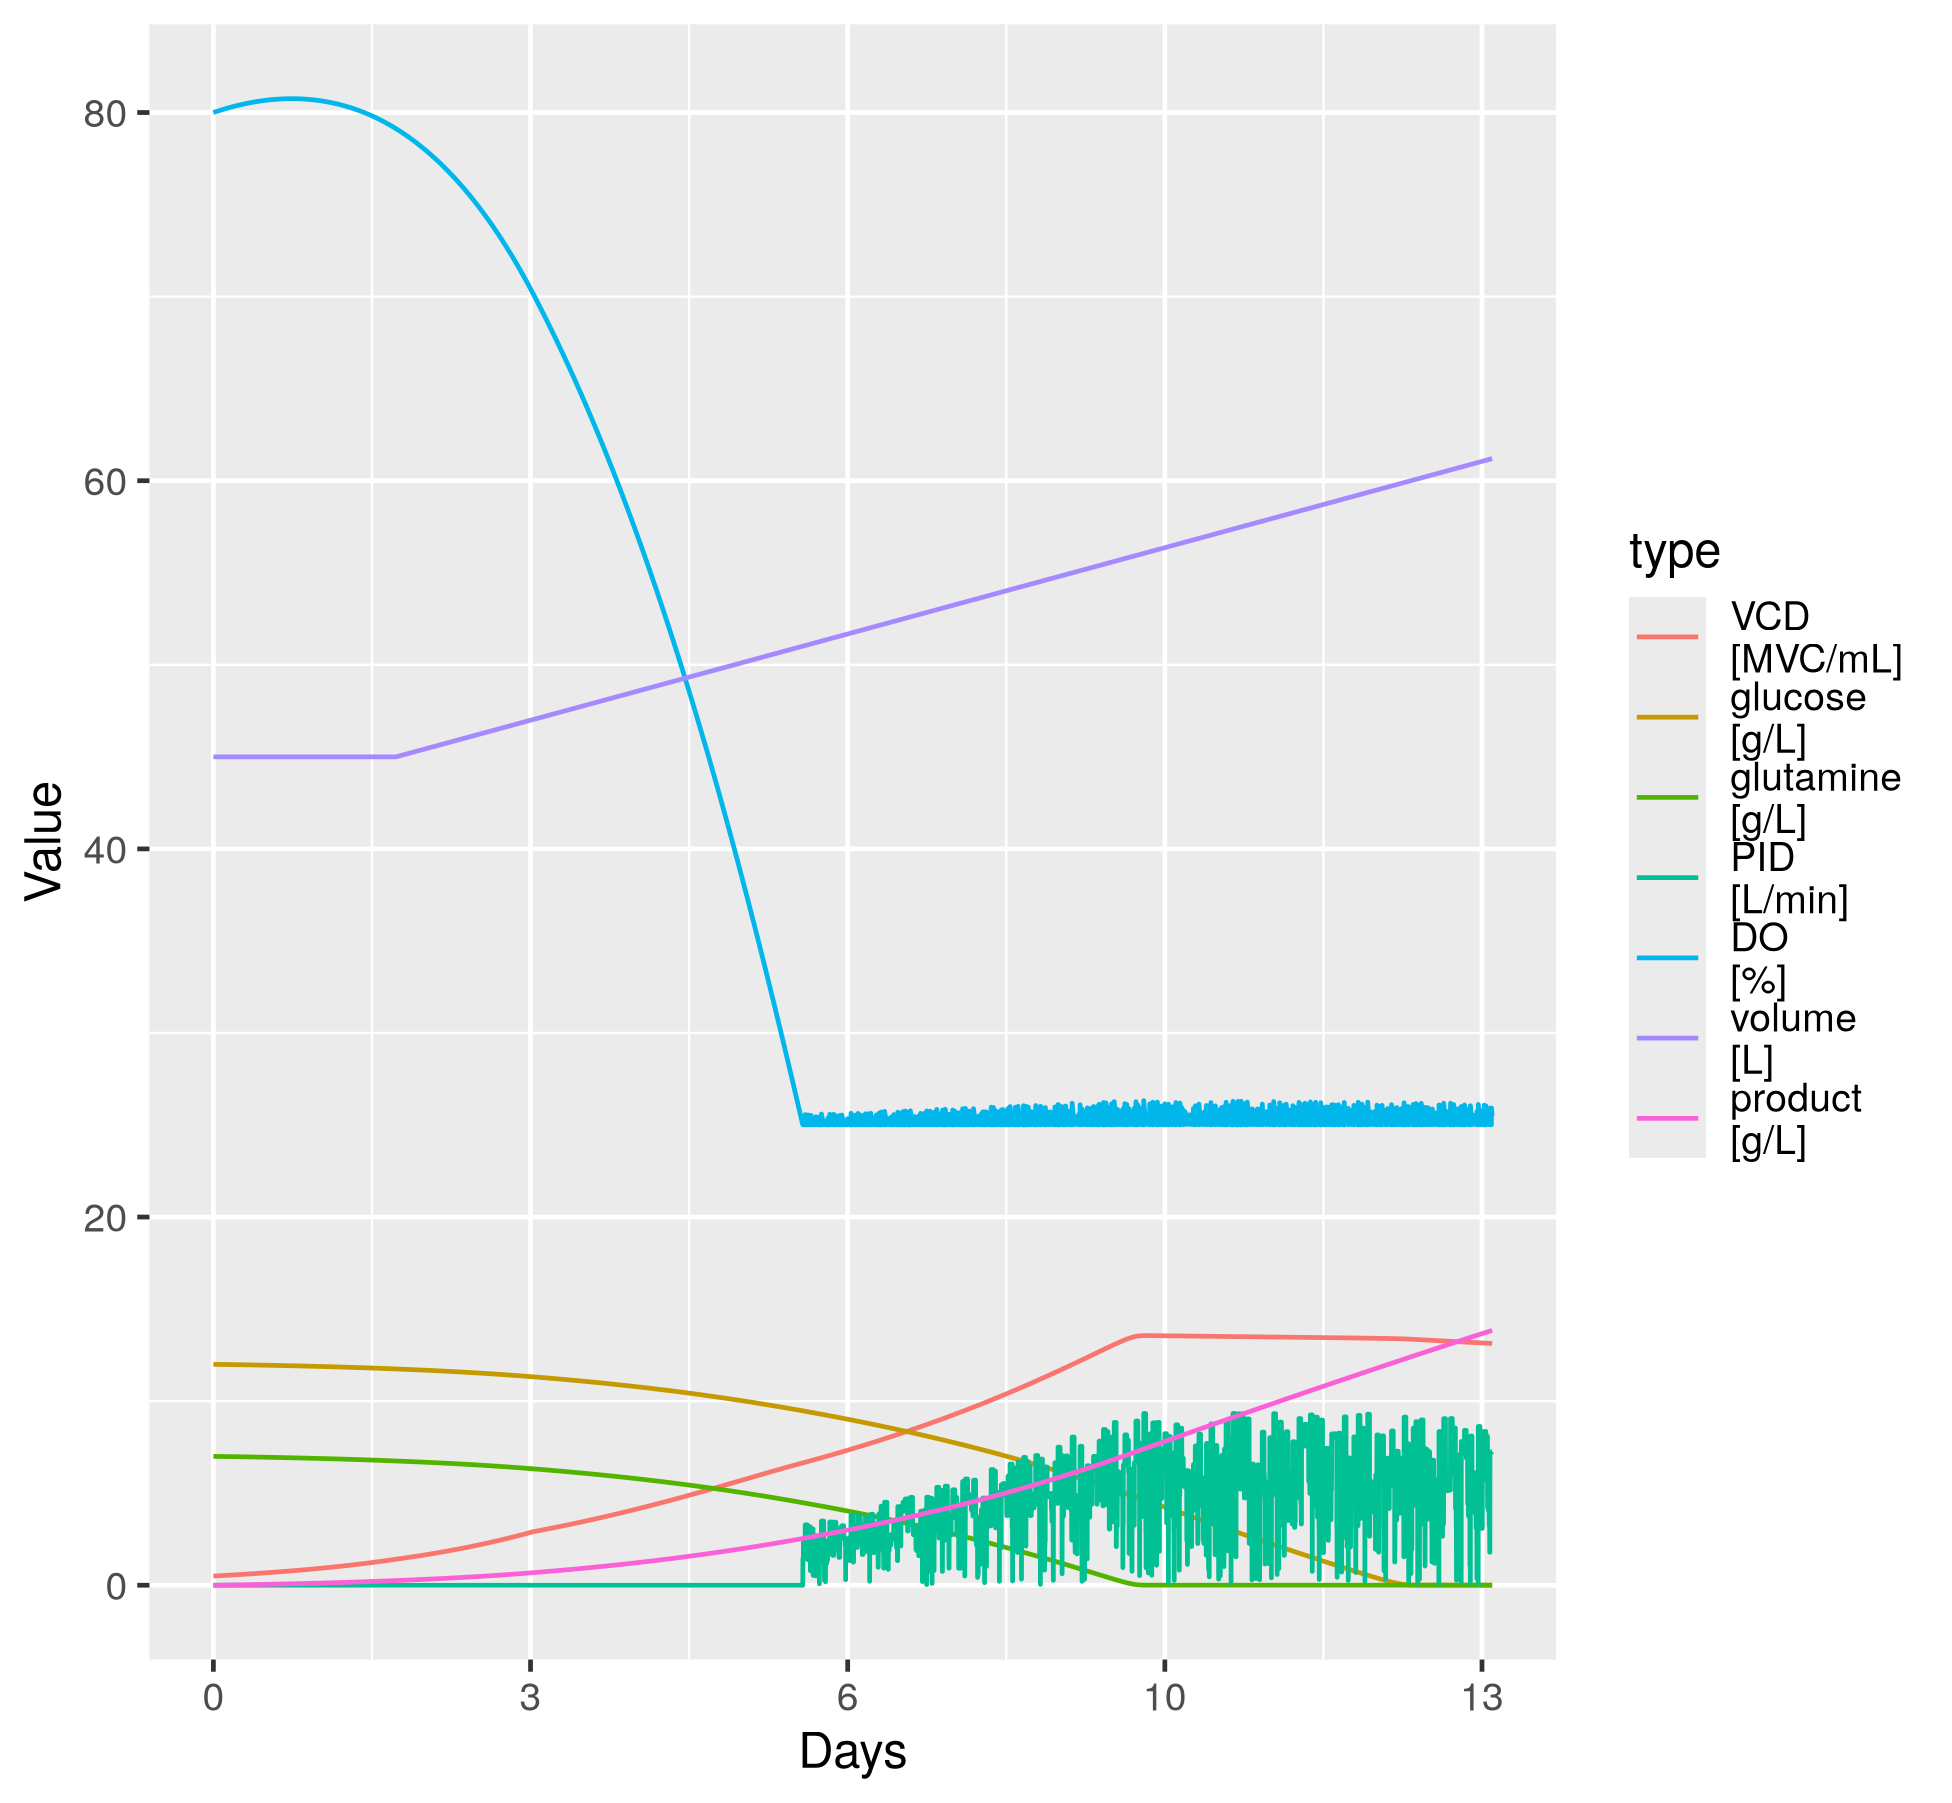 80
60
40
20
0
Value
0 3 6 10 13
Days
type
VCD
[MVC/mL]
glucose
[g/L]
glutamine
[g/L]
PID
[L/min]
DO
[%]
volume
[L]
product
[g/L]